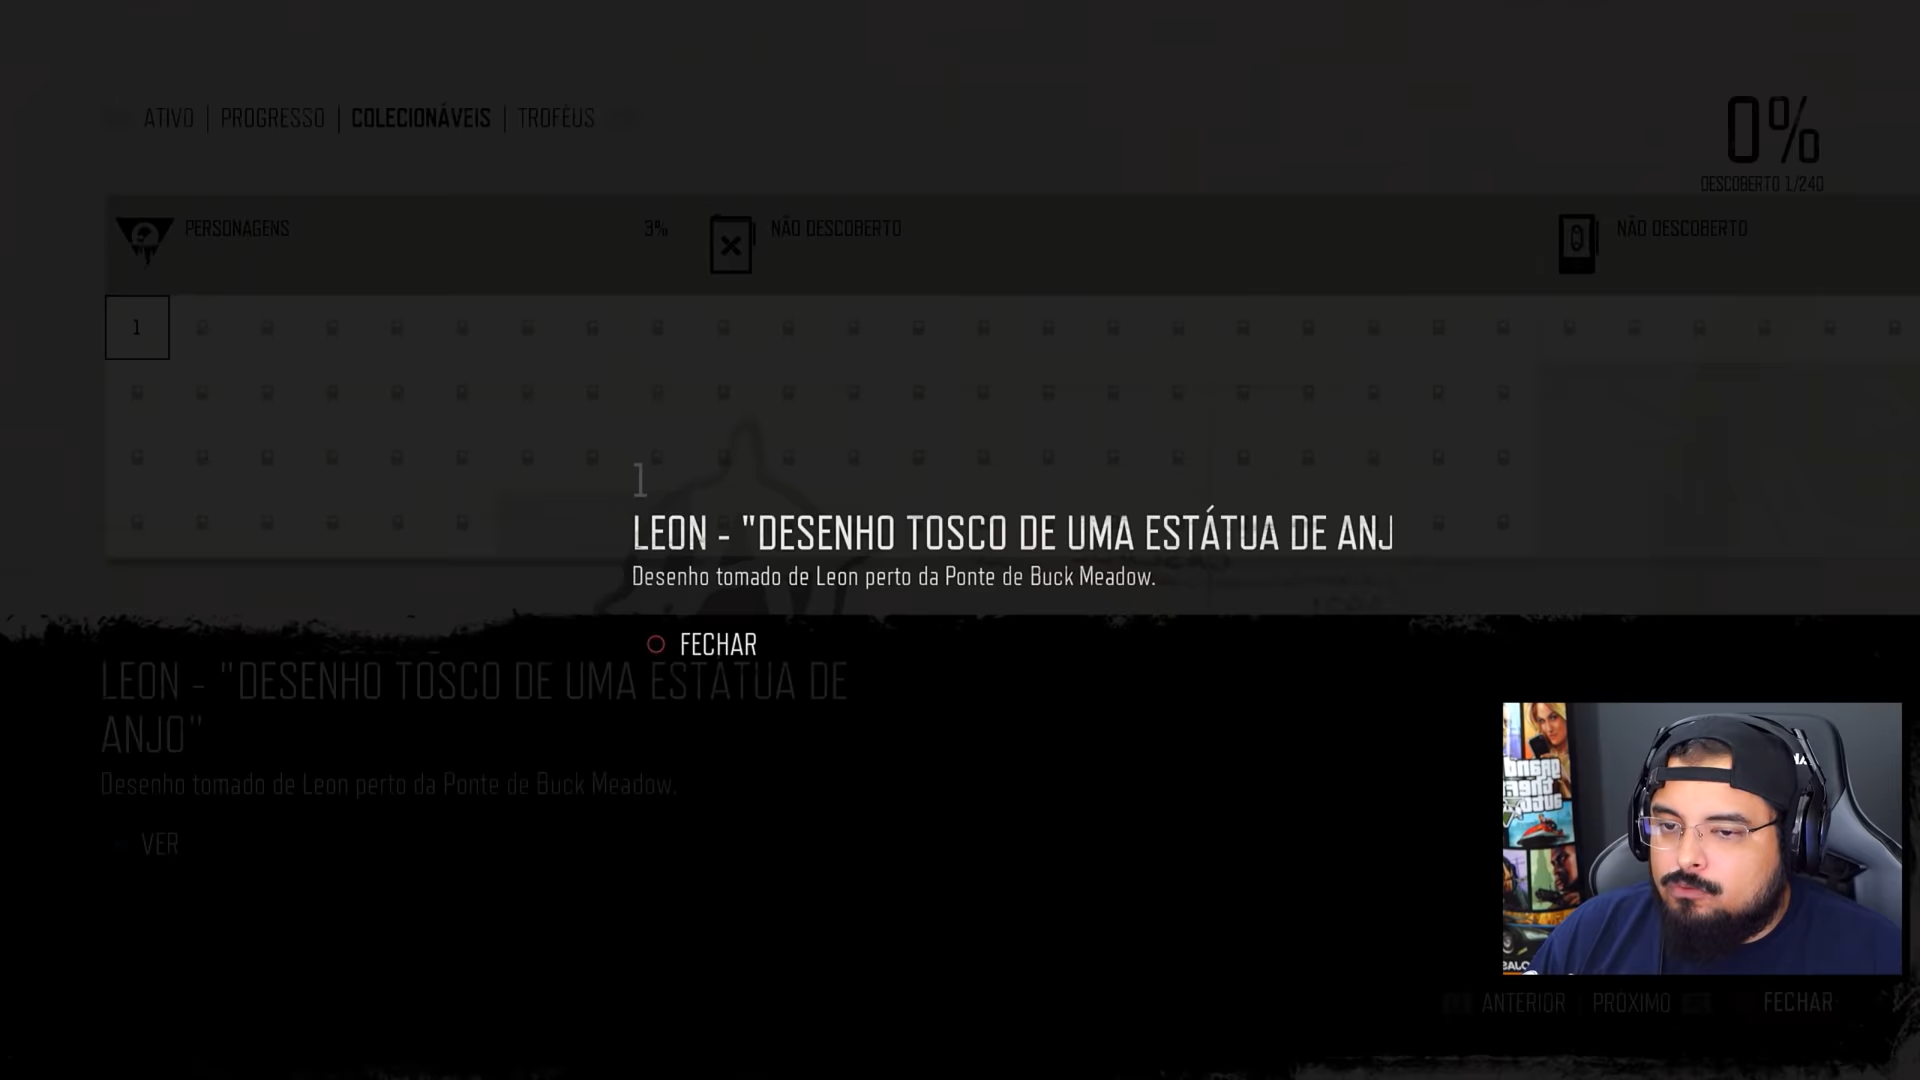 ATIVO | PROGRESSO | COLECIONÁVEIS | TROFÉUS
0%
DESCOBERTO 1/240
PERSONAGENS 3% NÃO DESCOBERTO NÃO DESCOBERTO
1
1
LEON - "DESENHO TOSCO DE UMA ESTÁTUA DE ANJ
Desenho tomado de Leon perto da Ponte de Buck Meadow.
FECHAR
LEON - "DESENHO TOSCO DE UMA ESTÁTUA DE
ANJO"
Desenho tomado de Leon perto da Ponte de Buck Meadow.
VER
ANTERIOR | PRÓXIMO FECHAR